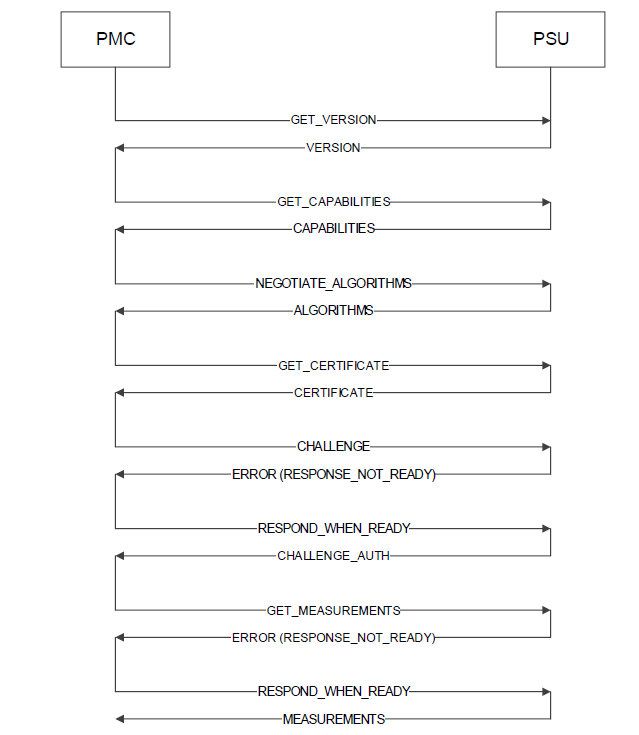 PMC
PSU
GET_VERSION
VERSION
GET_CAPABILITIES
CAPABILITIES
NEGOTIATE_ALGORITHMS
ALGORITHMS
GET_CERTIFICATE
CERTIFICATE
CHALLENGE
ERROR (RESPONSE_NOT_READY)
RESPOND_WHEN_READY
CHALLENGE_AUTH
GET_MEASUREMENTS
ERROR (RESPONSE_NOT_READY)
RESPOND_WHEN_READY
MEASUREMENTS